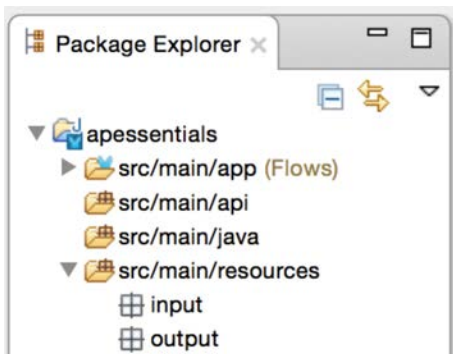 Package Explorer
apessentials
src/main/app (Flows)
src/main/api
src/main/java
src/main/resources
input
output